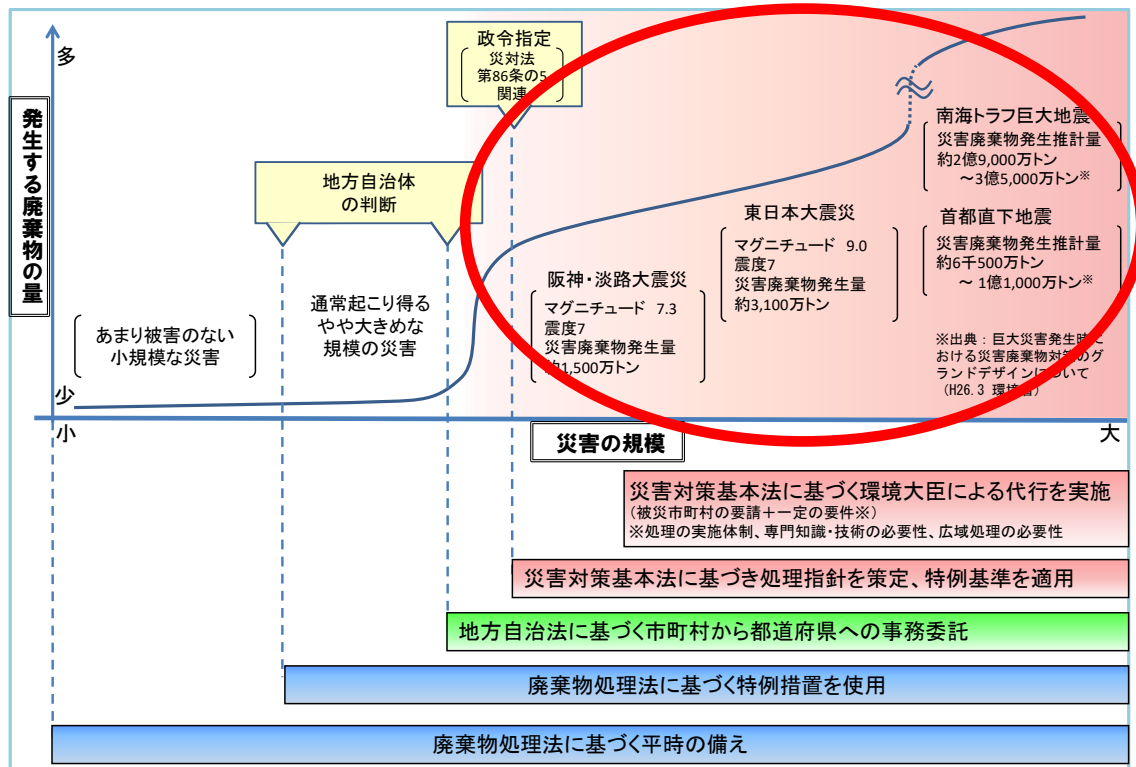 多
発生する廃棄物の量
政令指定
災対法
第86条の5
関連
地方自治体
の判断
あまり被害のない
小規模な災害
通常起こり得る
やや大きめな
規模の災害
阪神・淡路大震災
マグニチュード 7.3
震度7
災害廃棄物発生量
約1,500万トン
東日本大震災
マグニチュード 9.0
震度7
災害廃棄物発生量
約3,100万トン
南海トラフ巨大地震
災害廃棄物発生推計量
約2億9,000万トン
～3億5,000万トン※
首都直下地震
災害廃棄物発生推計量
約6千500万トン
～ 1億1,000万トン※
※出典：巨大災害発生時に
おける災害廃棄物対策のグ
ランドデザインについて
(H26.3 環境省)
少
小
災害の規模
大
災害対策基本法に基づく環境大臣による代行を実施
(被災市町村の要請＋一定の要件※)
※処理の実施体制、専門知識・技術の必要性、広域処理の必要性
災害対策基本法に基づき処理指針を策定、特例基準を適用
地方自治法に基づく市町村から都道府県への事務委託
廃棄物処理法に基づく特例措置を使用
廃棄物処理法に基づく平時の備え